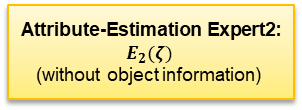 Attribute-Estimation Expert2:
E₂(ζ)
(without object information)